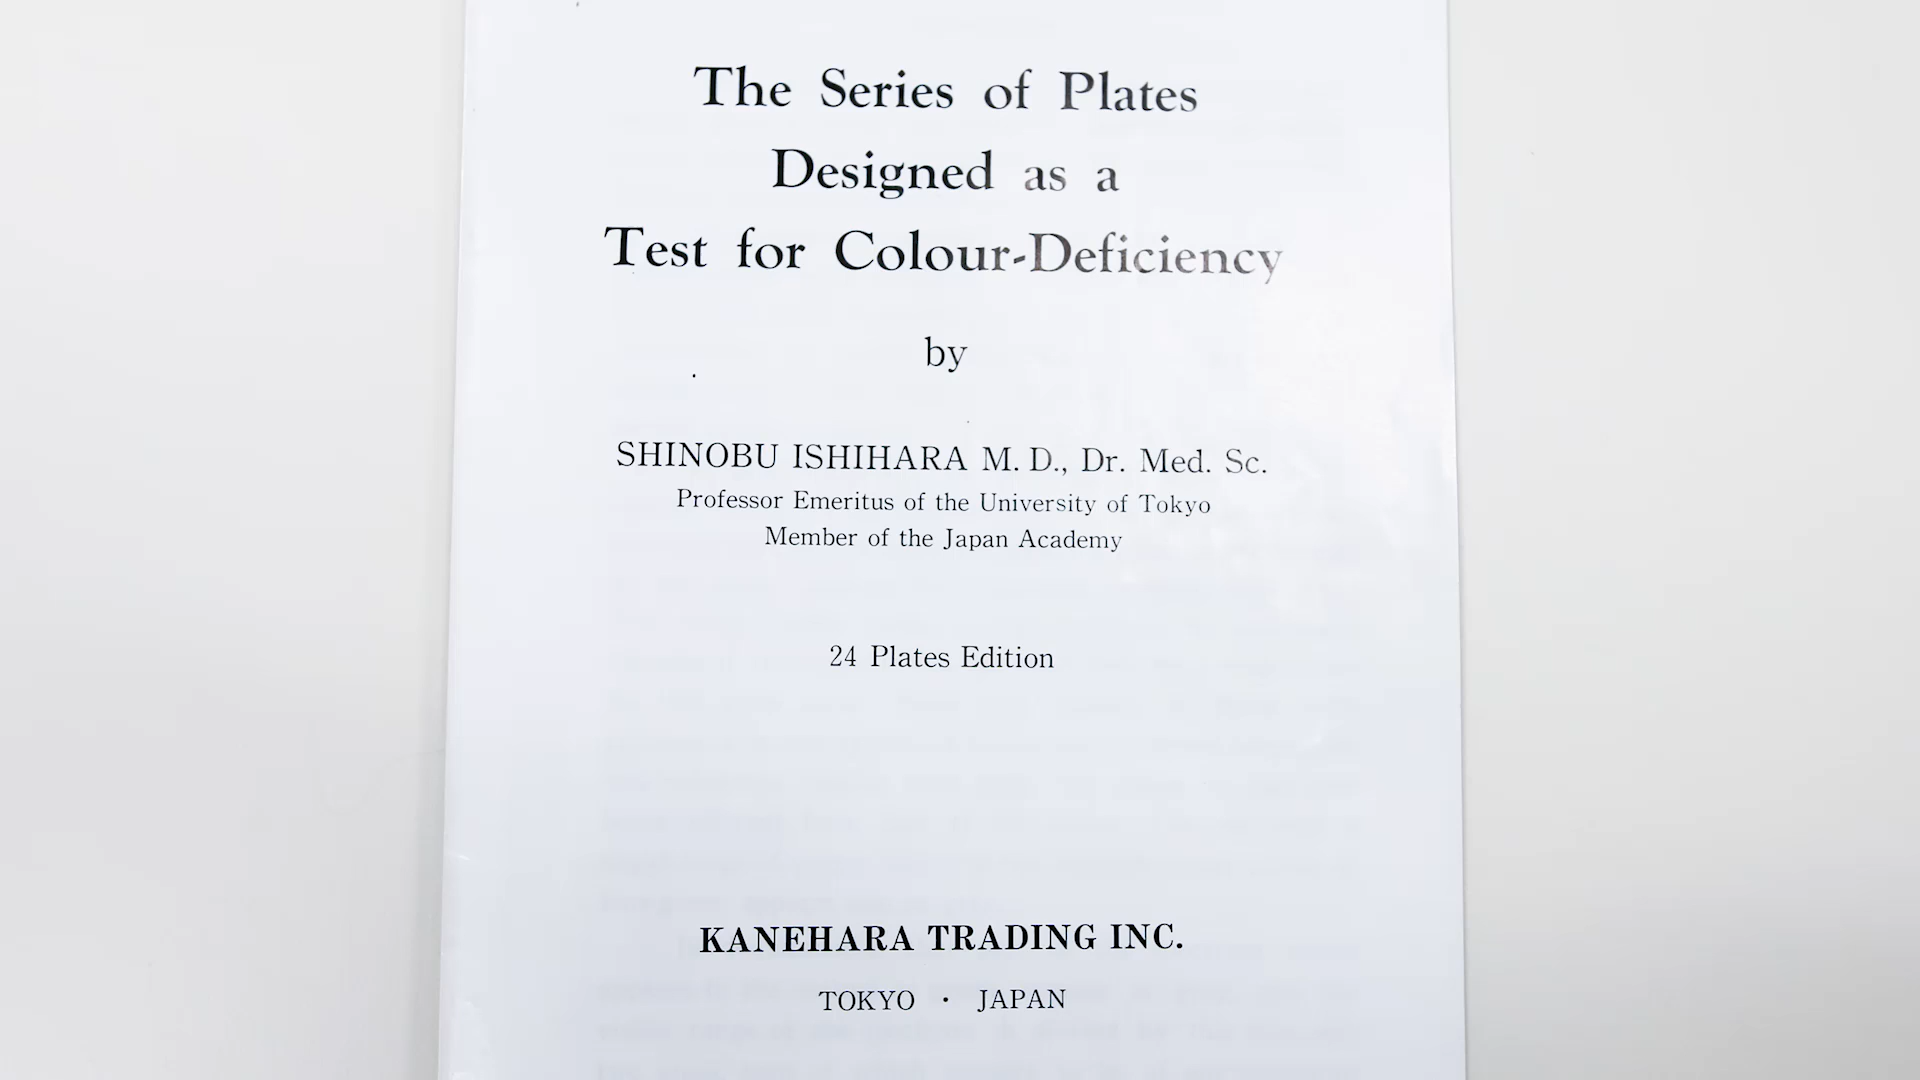 The Series of Plates
Designed as a
Test for Colour-Deficiency
by
SHINOBU ISHIHARA M. D., Dr. Med. Sc.
Professor Emeritus of the University of Tokyo
Member of the Japan Academy
24 Plates Edition
KANEHARA TRADING INC.
TOKYO · JAPAN